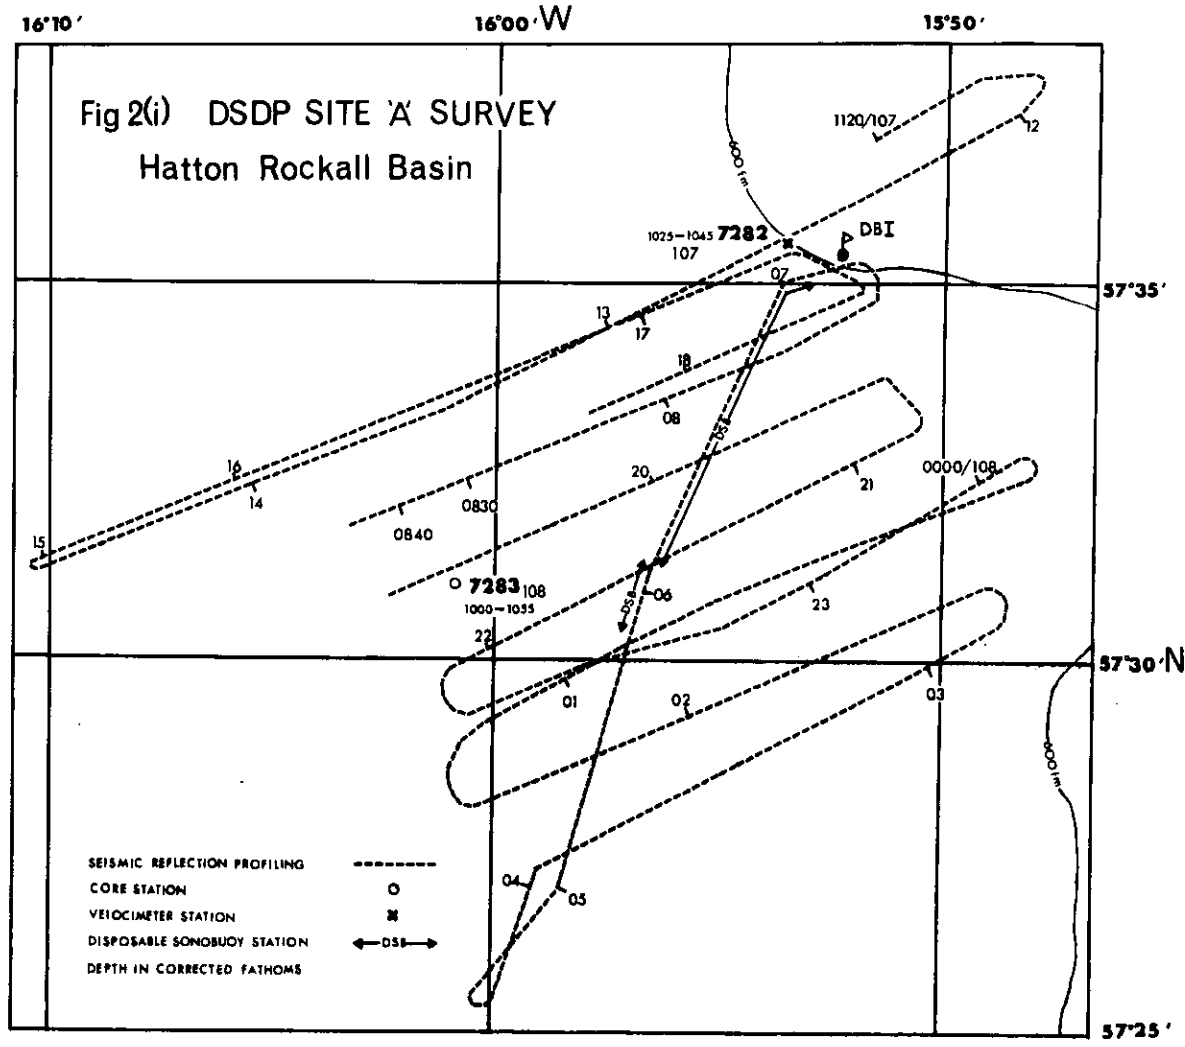 16°10'
16°00' W
15°50'
Fig 2(i) DSDP SITE 'A' SURVEY
Hatton Rockall Basin
1120/107
12
600 fm
1025-1045 7282
107
DBI
07
57°35'
13
17
18
08
DSB
16
14
20
21
0000/108
0830
0840
15
7283 108
1000-1055
06
DSB
23
22
57°30' N
01
02
03
600 fm
SEISMIC REFLECTION PROFILING
CORE STATION
VELOCIMETER STATION
DISPOSABLE SONOBUOY STATION DSB
DEPTH IN CORRECTED FATHOMS
04
05
57°25'